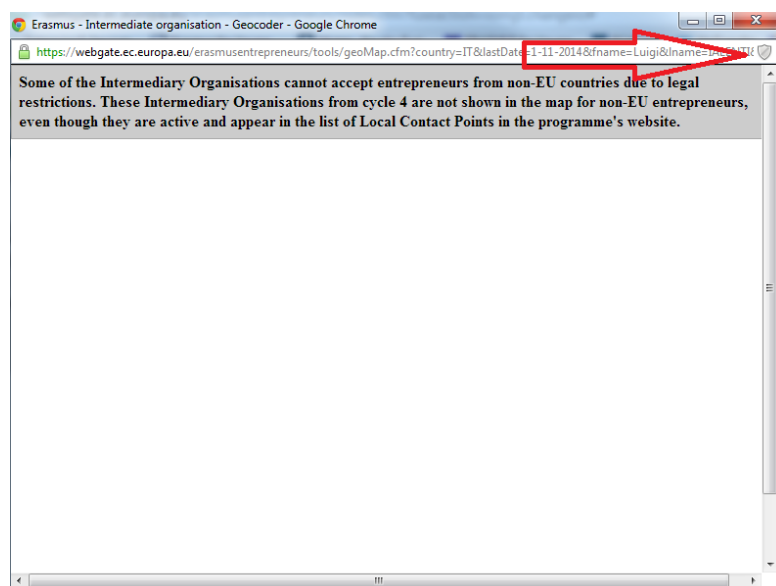 Erasmus - Intermediate organisation - Geocoder - Google Chrome
https://webgate.ec.europa.eu/erasmusentrepreneurs/tools/geoMap.cfm?country=IT&lastDate=1-11-2014&fname=Luigi&lname=
Some of the Intermediary Organisations cannot accept entrepreneurs from non-EU countries due to legal
restrictions. These Intermediary Organisations from cycle 4 are not shown in the map for non-EU entrepreneurs,
even though they are active and appear in the list of Local Contact Points in the programme's website.